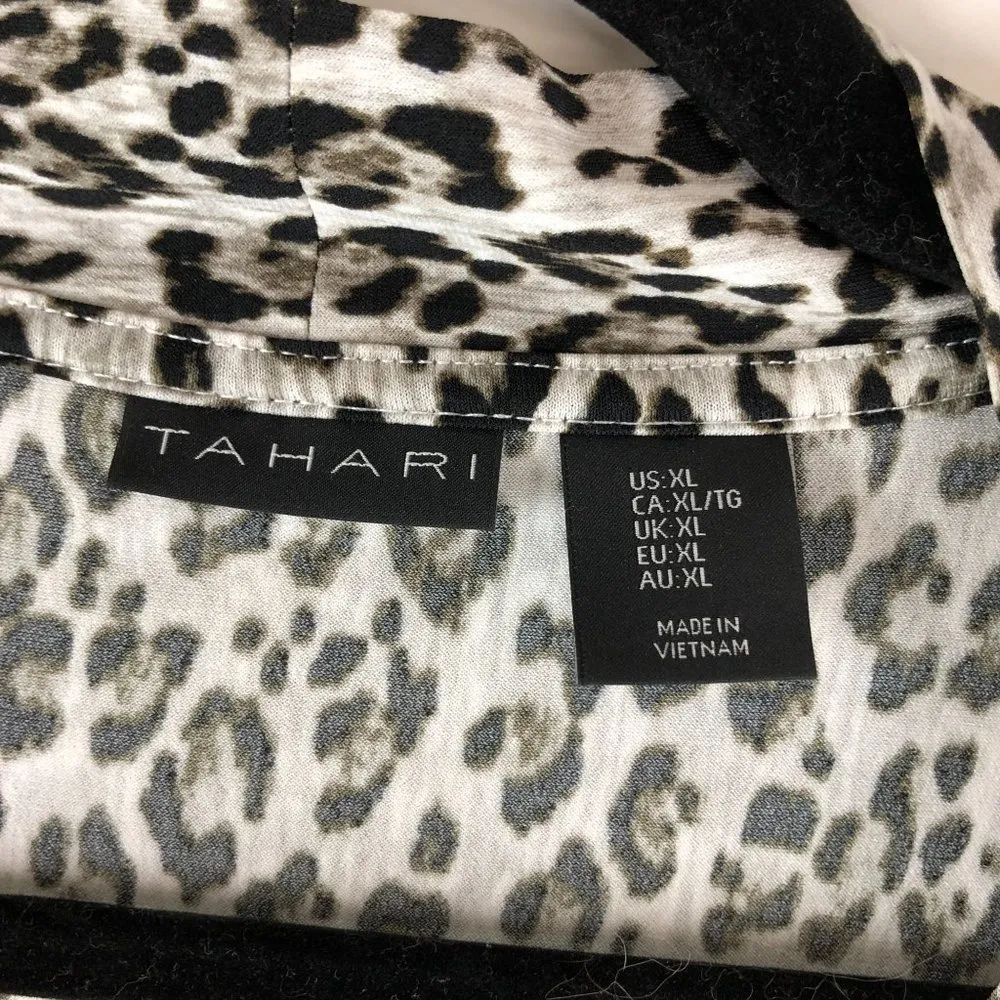 TAHARI
US:XL
CA:XL/TG
UK:XL
EU:XL
AU:XL
MADE IN
VIETNAM